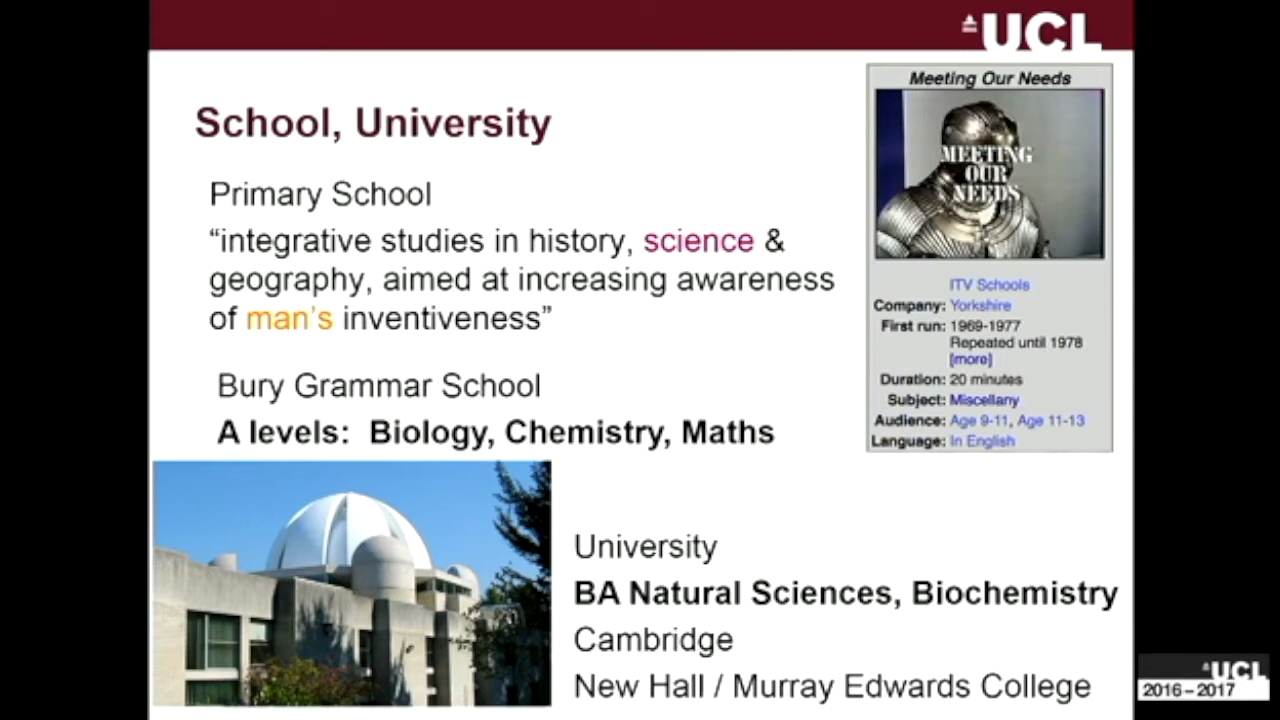 UCL
School, University
Primary School
“integrative studies in history, science &
geography, aimed at increasing awareness
of man's inventiveness”
Bury Grammar School
A levels: Biology, Chemistry, Maths
Meeting Our Needs
MEETING
OUR
NEEDS
ITV Schools
Company: Yorkshire
First run: 1969-1977
Repeated until 1978
[more]
Duration: 20 minutes
Subject: Miscellany
Audience: Age 9-11, Age 11-13
Language: In English
University
BA Natural Sciences, Biochemistry
Cambridge
New Hall / Murray Edwards College
UCL
2016–2017